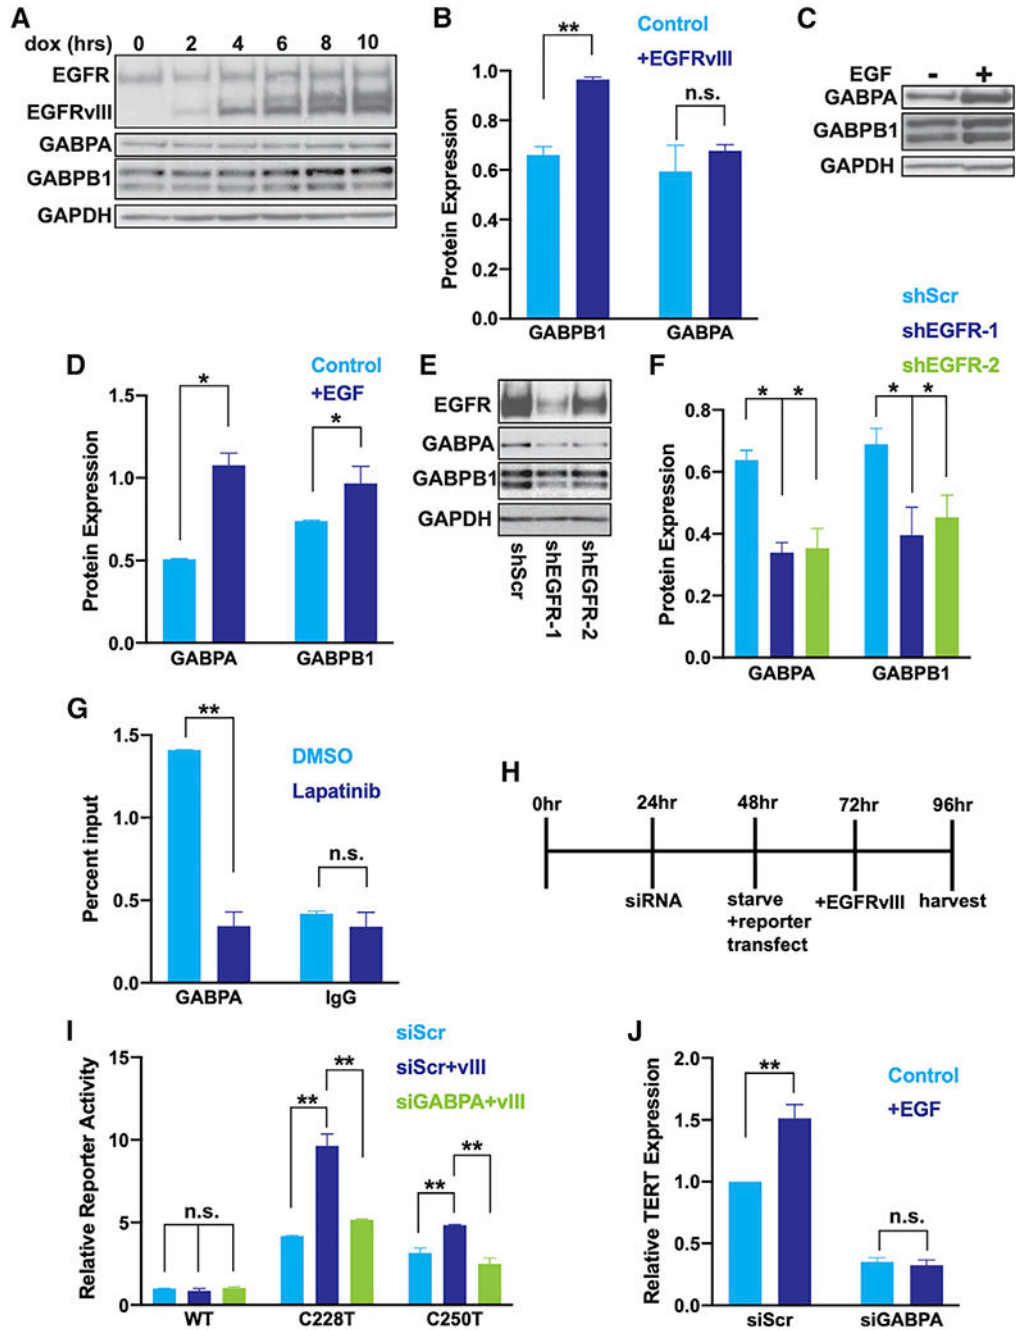 A
dox (hrs) 0 2 4 6 8 10
EGFR
EGFRvIII
GABPA
GABPB1
GAPDH
B
Control
+EGFRvIII
Protein Expression
1.0
0.8
0.6
0.4
0.2
0.0
**
n.s.
GABPB1 GABPA
C
EGF - +
GABPA
GABPB1
GAPDH
D
Control
+EGF
Protein Expression
1.5
1.0
0.5
0.0
*
*
GABPA GABPB1
E
EGFR
GABPA
GABPB1
GAPDH
shScr
shEGFR-1
shEGFR-2
F
shScr
shEGFR-1
shEGFR-2
Protein Expression
0.8
0.6
0.4
0.2
0.0
* *
* *
GABPA GABPB1
G
DMSO
Lapatinib
Percent input
1.5
1.0
0.5
0.0
**
n.s.
GABPA IgG
H
0hr 24hr 48hr 72hr 96hr
siRNA
starve
+reporter
transfect
+EGFRvIII
harvest
I
siScr
siScr+vIII
siGABPA+vIII
Relative Reporter Activity
15
10
5
0
n.s.
**
**
**
**
WT C228T C250T
J
Control
+EGF
Relative TERT Expression
2.0
1.5
1.0
0.5
0.0
**
n.s.
siScr siGABPA